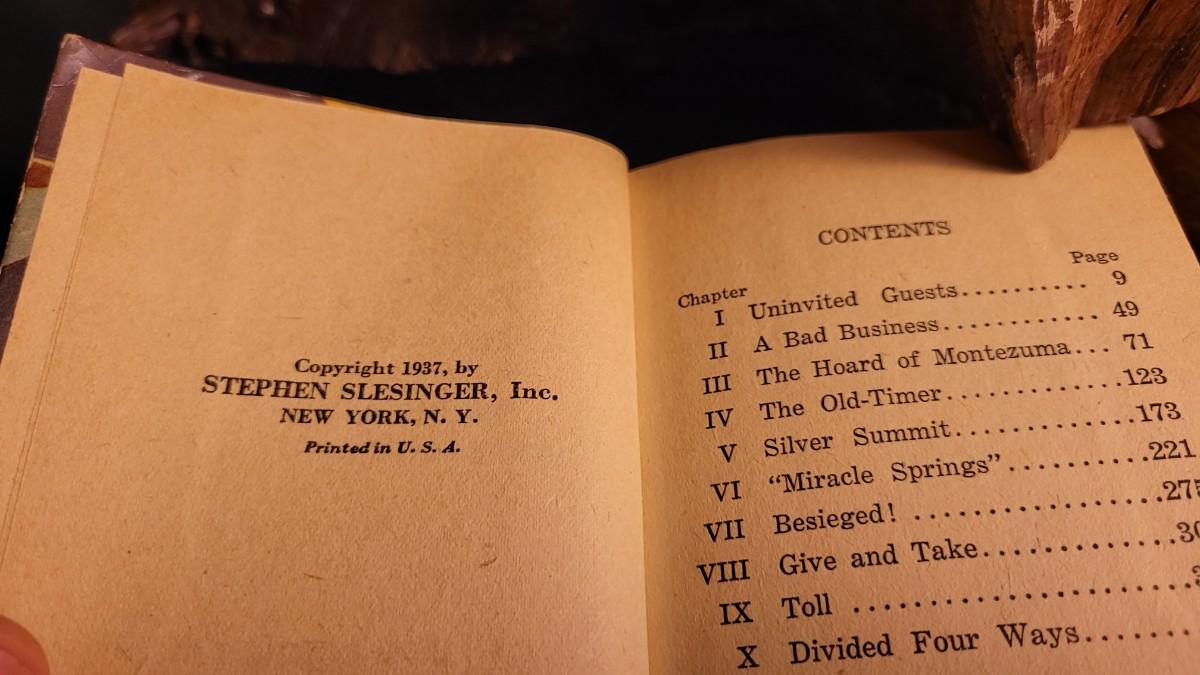 Copyright 1937, by
STEPHEN SLESINGER, Inc.
NEW YORK, N. Y.
Printed in U. S. A.
CONTENTS
Chapter Page
I Uninvited Guests.......... 9
II A Bad Business............ 49
III The Hoard of Montezuma... 71
IV The Old-Timer............123
V Silver Summit.............173
VI “Miracle Springs”..........221
VII Besieged! .................
VIII Give and Take.............
IX Toll ......................
X Divided Four Ways.......